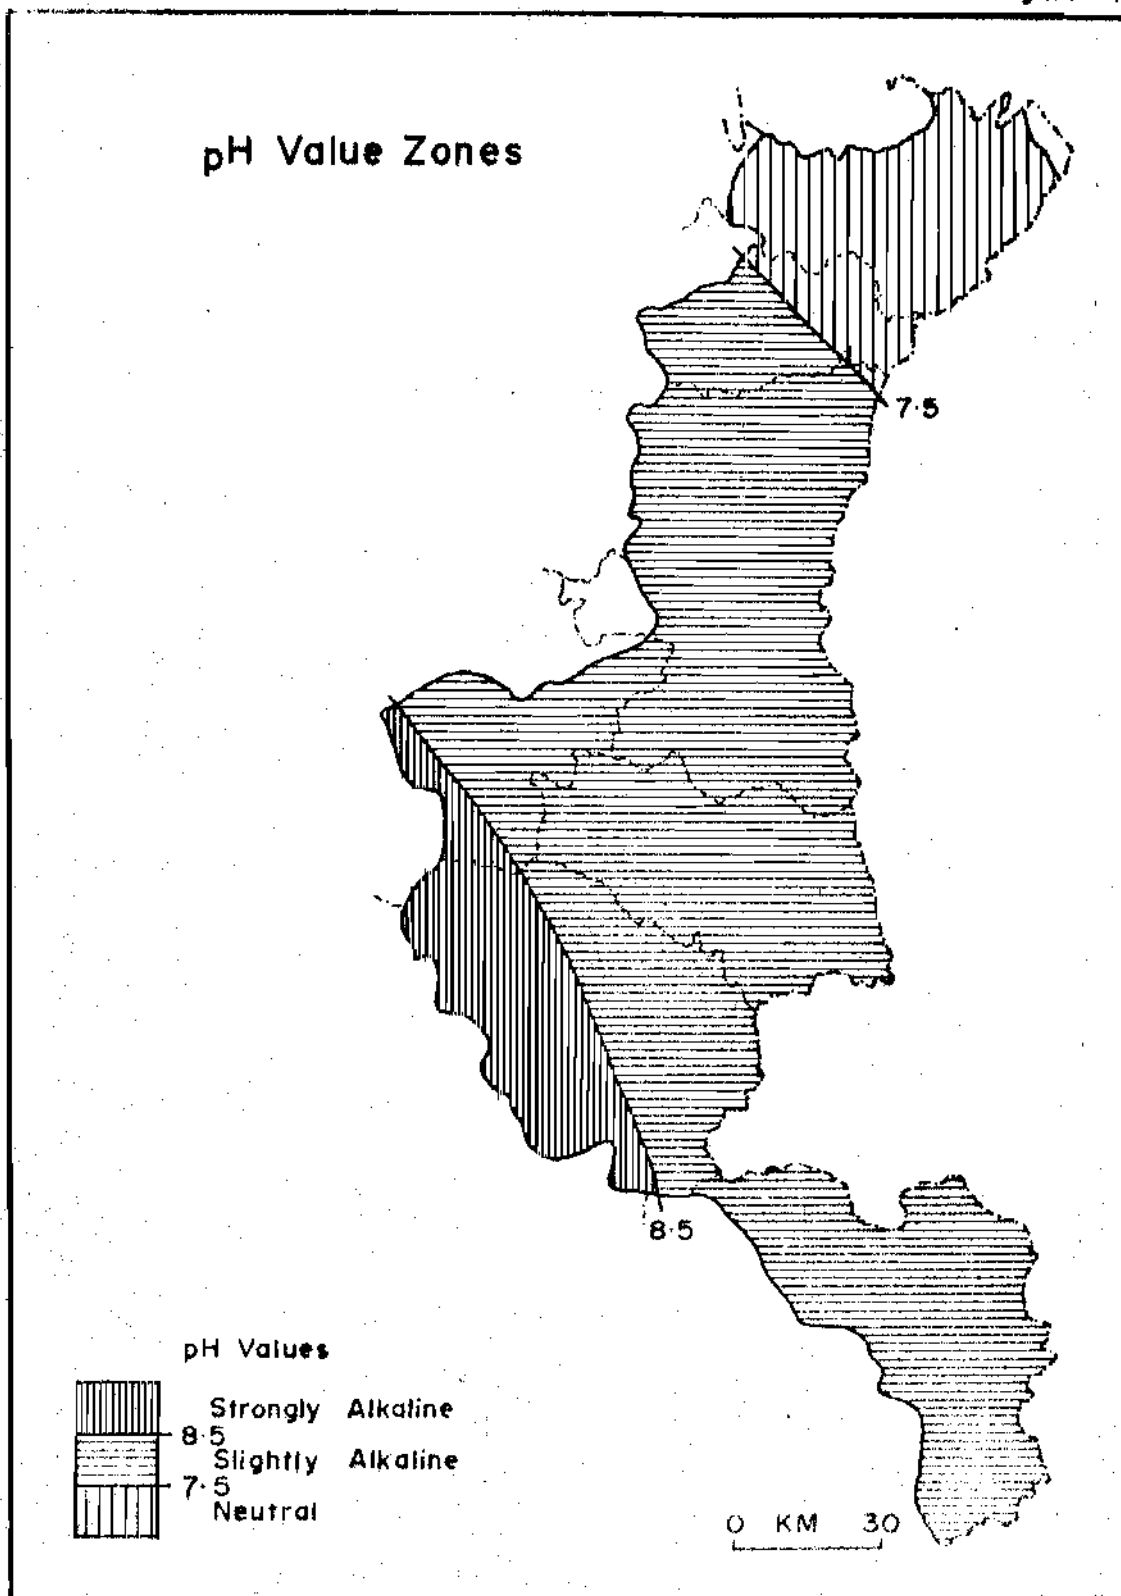 pH Value Zones
7.5
8.5
pH Values
Strongly Alkaline
8.5
Slightly Alkaline
7.5
Neutral
0 KM 30